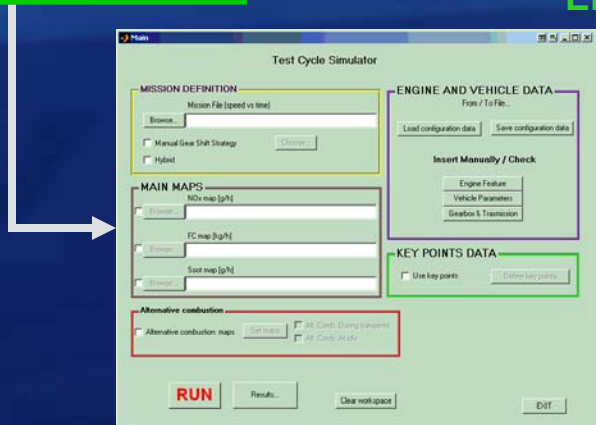 Main
Test Cycle Simulator
MISSION DEFINITION
Mission File (speed vs time)
Browse...
Manual Gear Shift Strategy
Choose...
Hybrid
MAIN MAPS
NOx map [g/h]
Browse...
FC map [kg/h]
Browse...
Soot map [g/h]
Browse...
Alternative combustion
Alternative combustion: maps
Set maps
Alt. Comb. During transients
Alt. Comb. At idle
ENGINE AND VEHICLE DATA
From / To File...
Load configuration data
Save configuration data
Insert Manually / Check
Engine Feature
Vehicle Parameters
Gearbox & Trasmission
KEY POINTS DATA
Use key points
Define key points
RUN
Results...
Clear workspace
EXIT